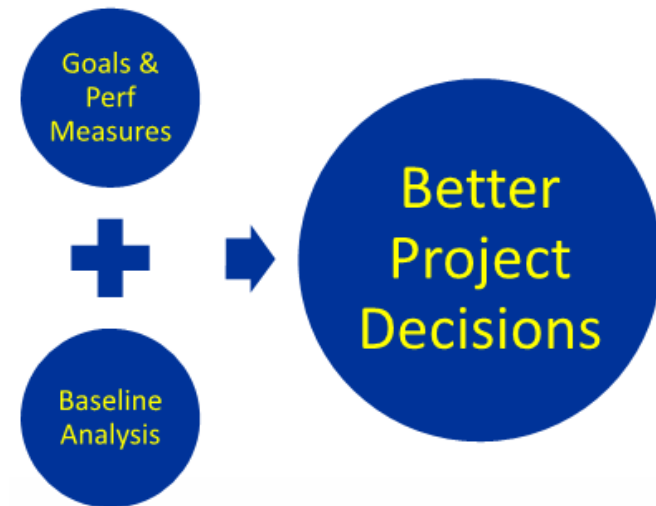 Goals &
Perf
Measures
Baseline
Analysis
Better
Project
Decisions